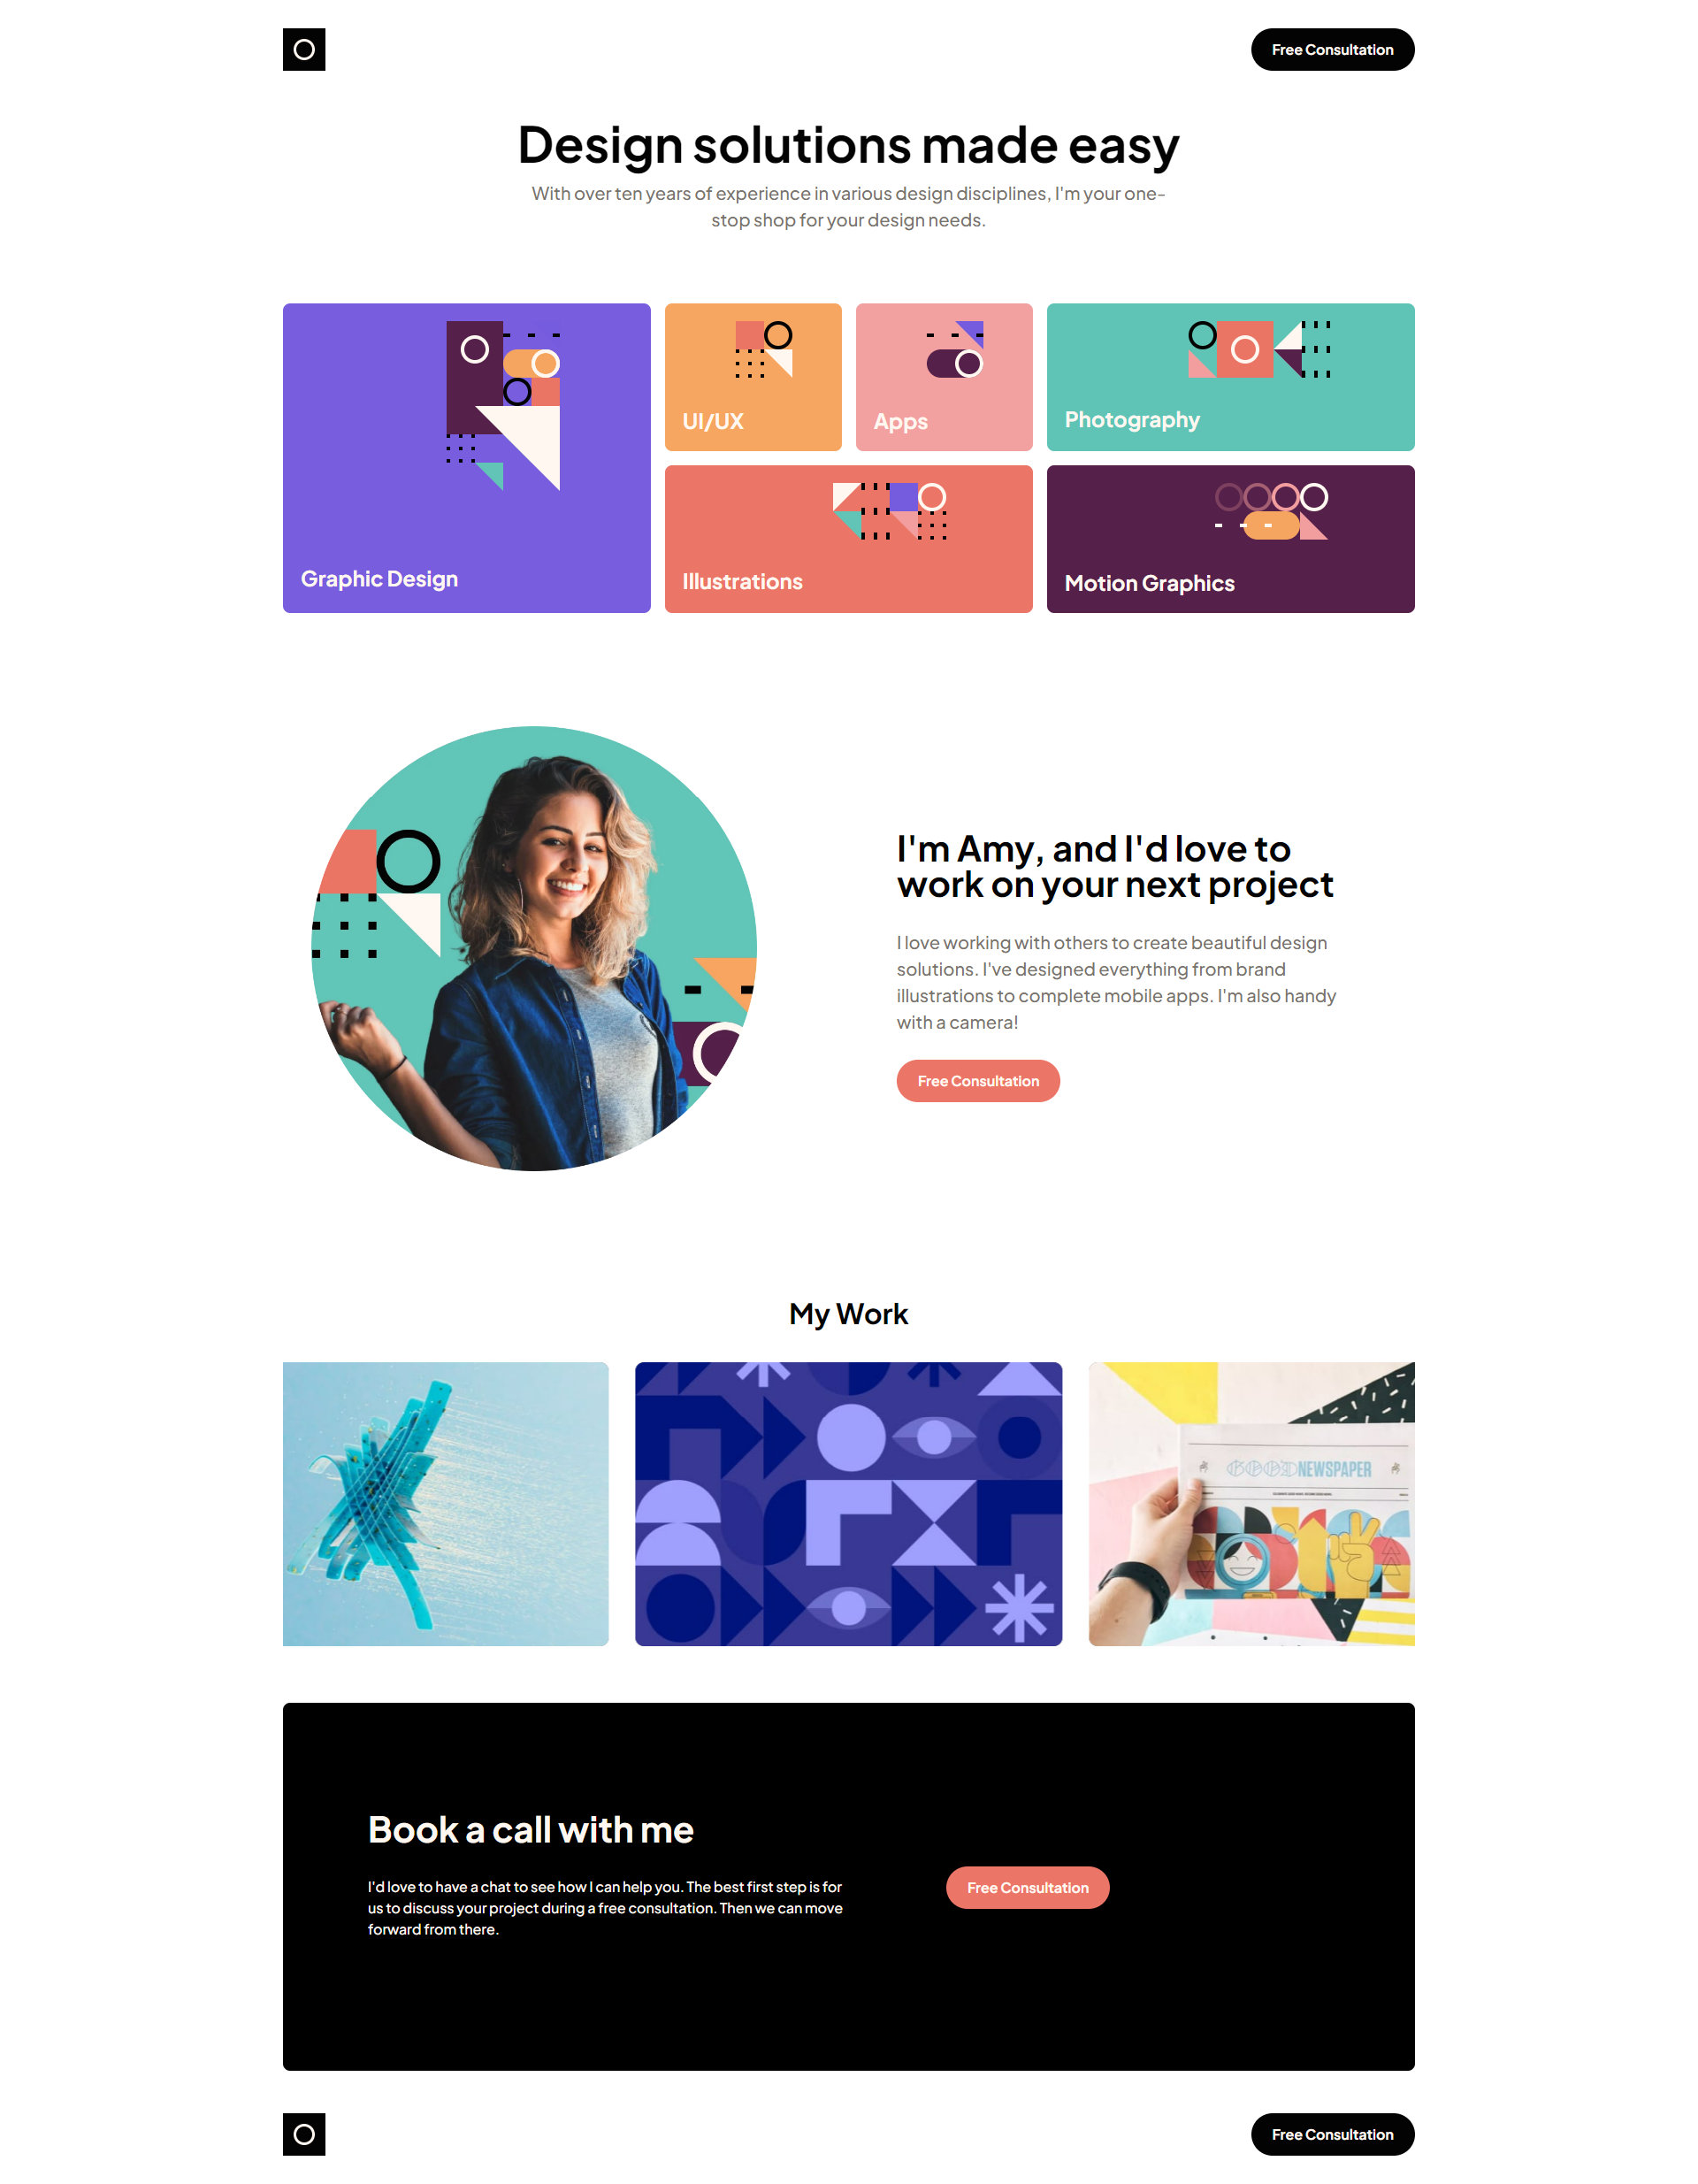 Free Consultation
Design solutions made easy
With over ten years of experience in various design disciplines, I'm your one-
stop shop for your design needs.
Graphic Design
UI/UX
Apps
Photography
Illustrations
Motion Graphics
I'm Amy, and I'd love to
work on your next project
I love working with others to create beautiful design
solutions. I've designed everything from brand
illustrations to complete mobile apps. I'm also handy
with a camera!
Free Consultation
My Work
GOOD NEWSPAPER
Book a call with me
I'd love to have a chat to see how I can help you. The best first step is for
us to discuss your project during a free consultation. Then we can move
forward from there.
Free Consultation
Free Consultation